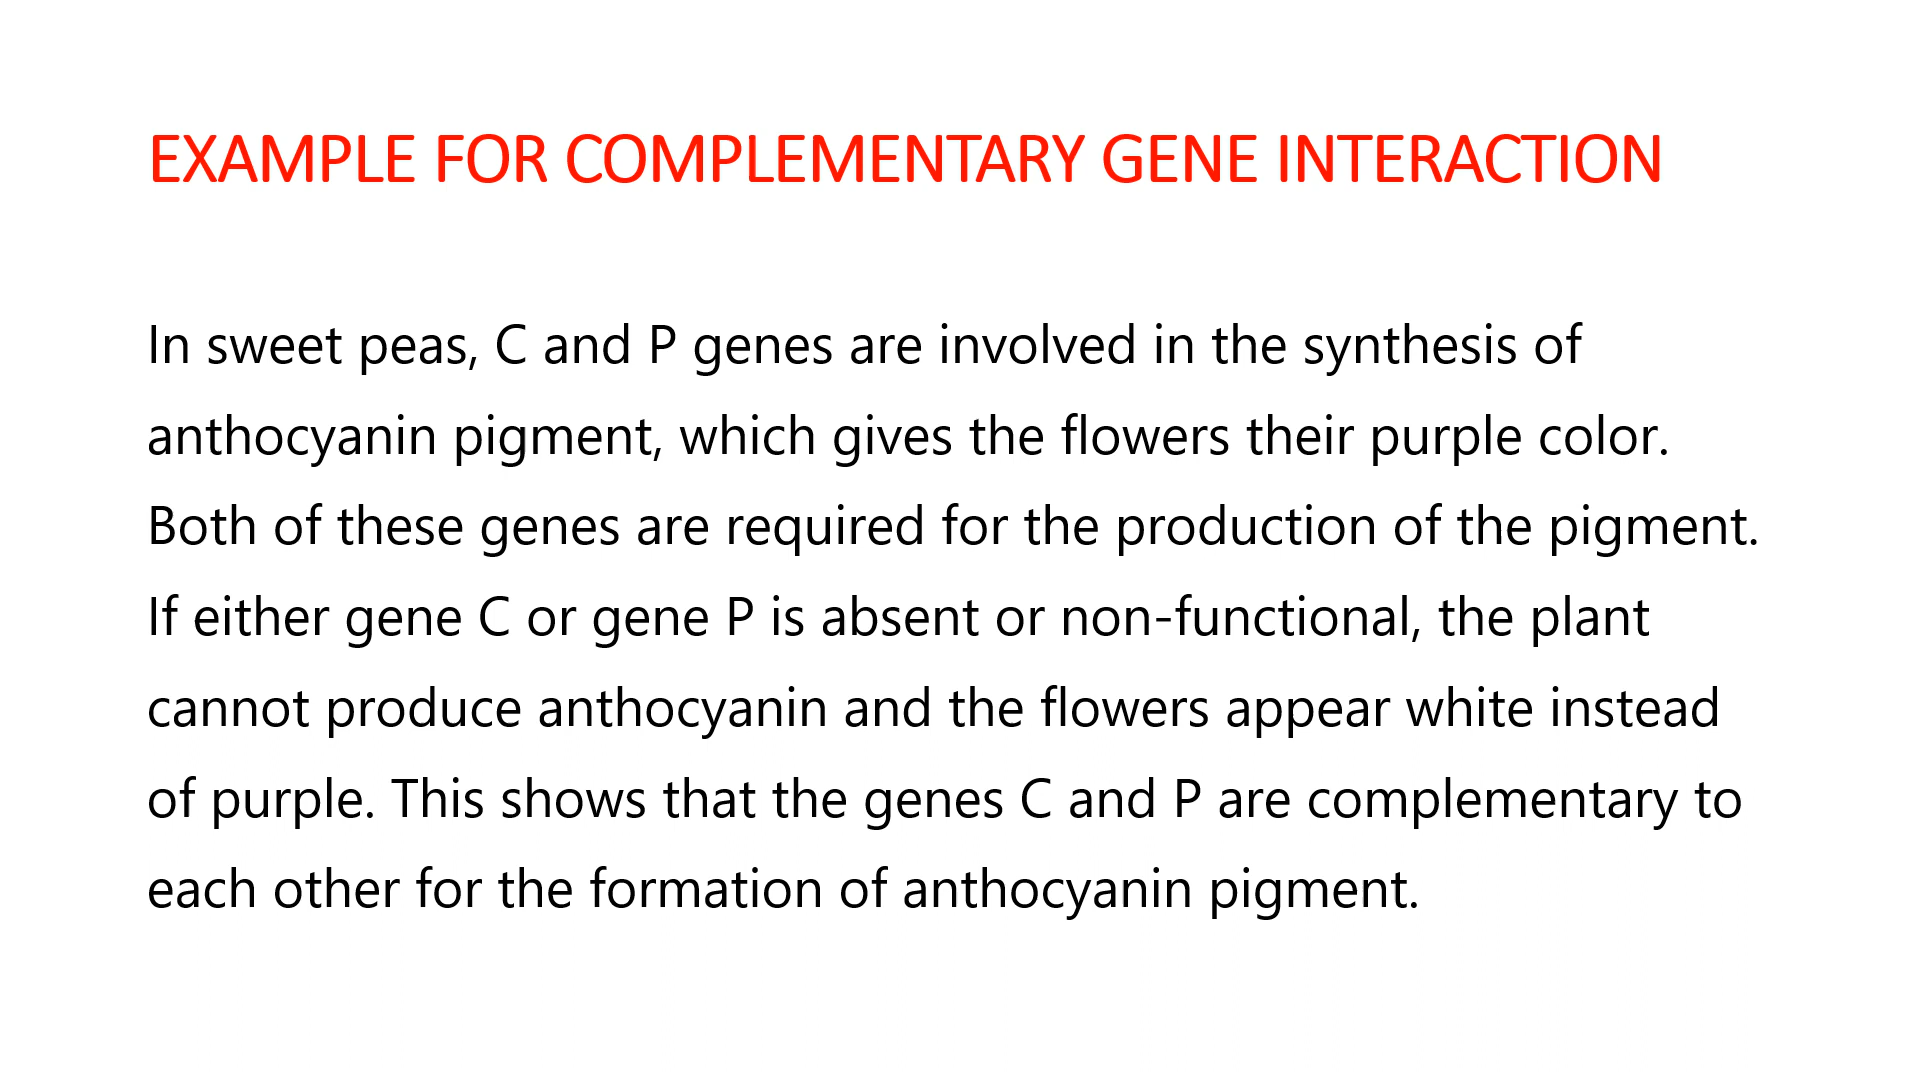 EXAMPLE FOR COMPLEMENTARY GENE INTERACTION
In sweet peas, C and P genes are involved in the synthesis of
anthocyanin pigment, which gives the flowers their purple color.
Both of these genes are required for the production of the pigment.
If either gene C or gene P is absent or non-functional, the plant
cannot produce anthocyanin and the flowers appear white instead
of purple. This shows that the genes C and P are complementary to
each other for the formation of anthocyanin pigment.